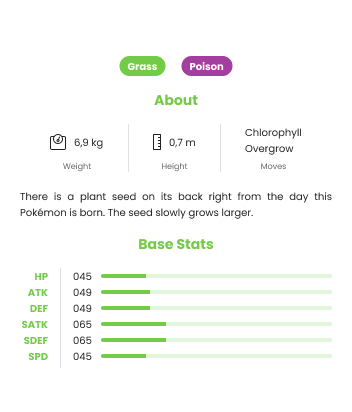 Grass Poison
About
6,9 kg 0,7 m Chlorophyll
Overgrow
Weight Height Moves
There is a plant seed on its back right from the day this
Pokémon is born. The seed slowly grows larger.
Base Stats
HP 045
ATK 049
DEF 049
SATK 065
SDEF 065
SPD 045